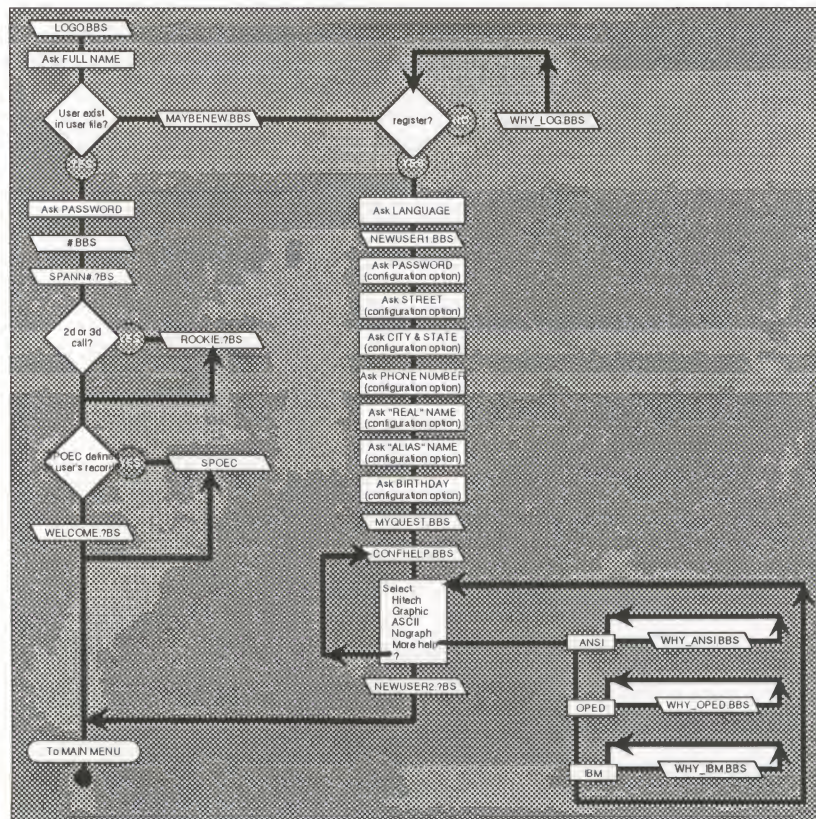 LOGO.BBS
Ask FULL NAME
User exist
in user file?
MAYBENEW.BBS
register?
NO
WHY_LOG.BBS
YES
YES
Ask PASSWORD
#.BBS
SPANN#.?BS
2d or 3d
call?
YES
ROOKIE.?BS
POEC defin
user's record
YES
SPOEC
WELCOME.?BS
To MAIN MENU
Ask LANGUAGE
NEWUSER1.BBS
Ask PASSWORD
(configuration option)
Ask STREET
(configuration option)
Ask CITY & STATE
(configuration option)
Ask PHONE NUMBER
(configuration option)
Ask "REAL" NAME
(configuration option)
Ask "ALIAS" NAME
(configuration option)
Ask BIRTHDAY
(configuration option)
MYQUEST.BBS
CONFHELP.BBS
Select
Hitech
Graphic
ASCII
Nograph
More help
?
NEWUSER2.?BS
ANSI
WHY_ANSI.BBS
OPED
WHY_OPED.BBS
IBM
WHY_IBM.BBS